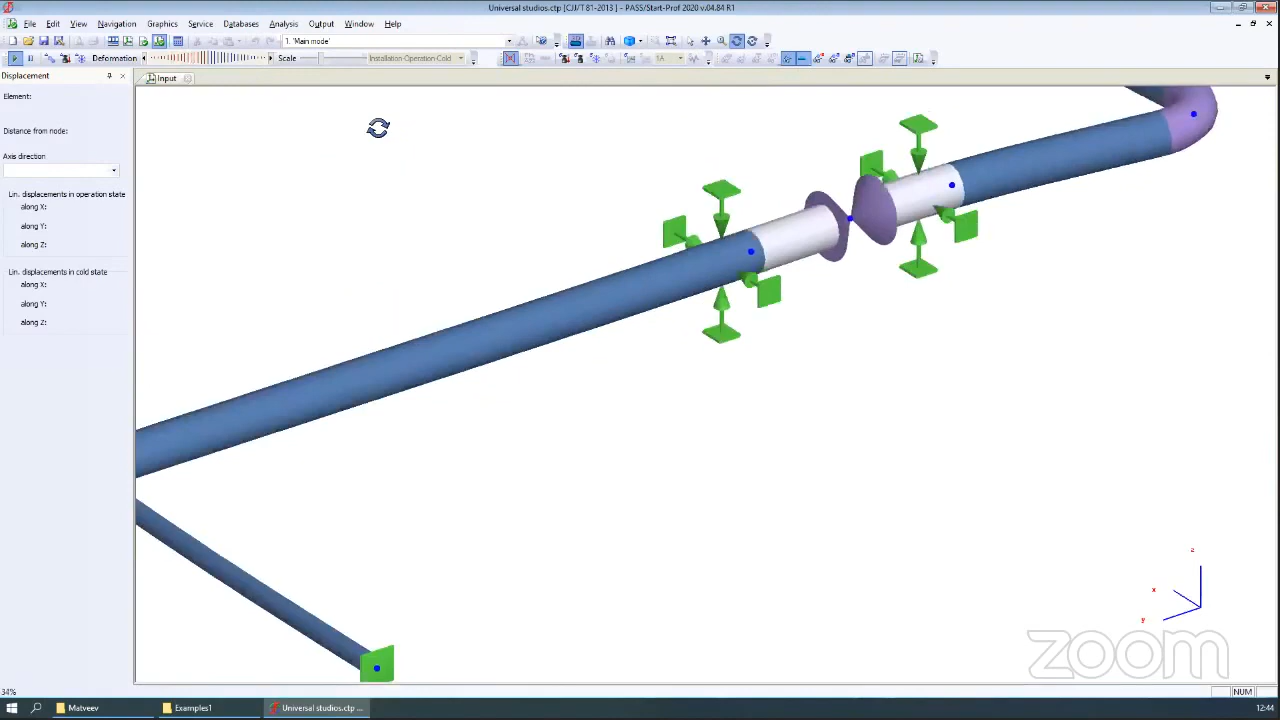 Universal studios.ctp [CJJ/T 81-2013 ] - PASS/Start-Prof 2020 v.04.84 R1
File Edit View Navigation Graphics Service Databases Analysis Output Window Help
1. 'Main mode'
Deformation Scale Installation-Operation-Cold 1A
Displacement
Input
Element:
Distance from node:
Axis direction
Lin. displacements in operation state
along X:
along Y:
along Z:
Lin. displacements in cold state
along X:
along Y:
along Z:
z
x
y
zoom
34%
NUM
Matveev
Examples1
Universal studios.ctp ...
12:44